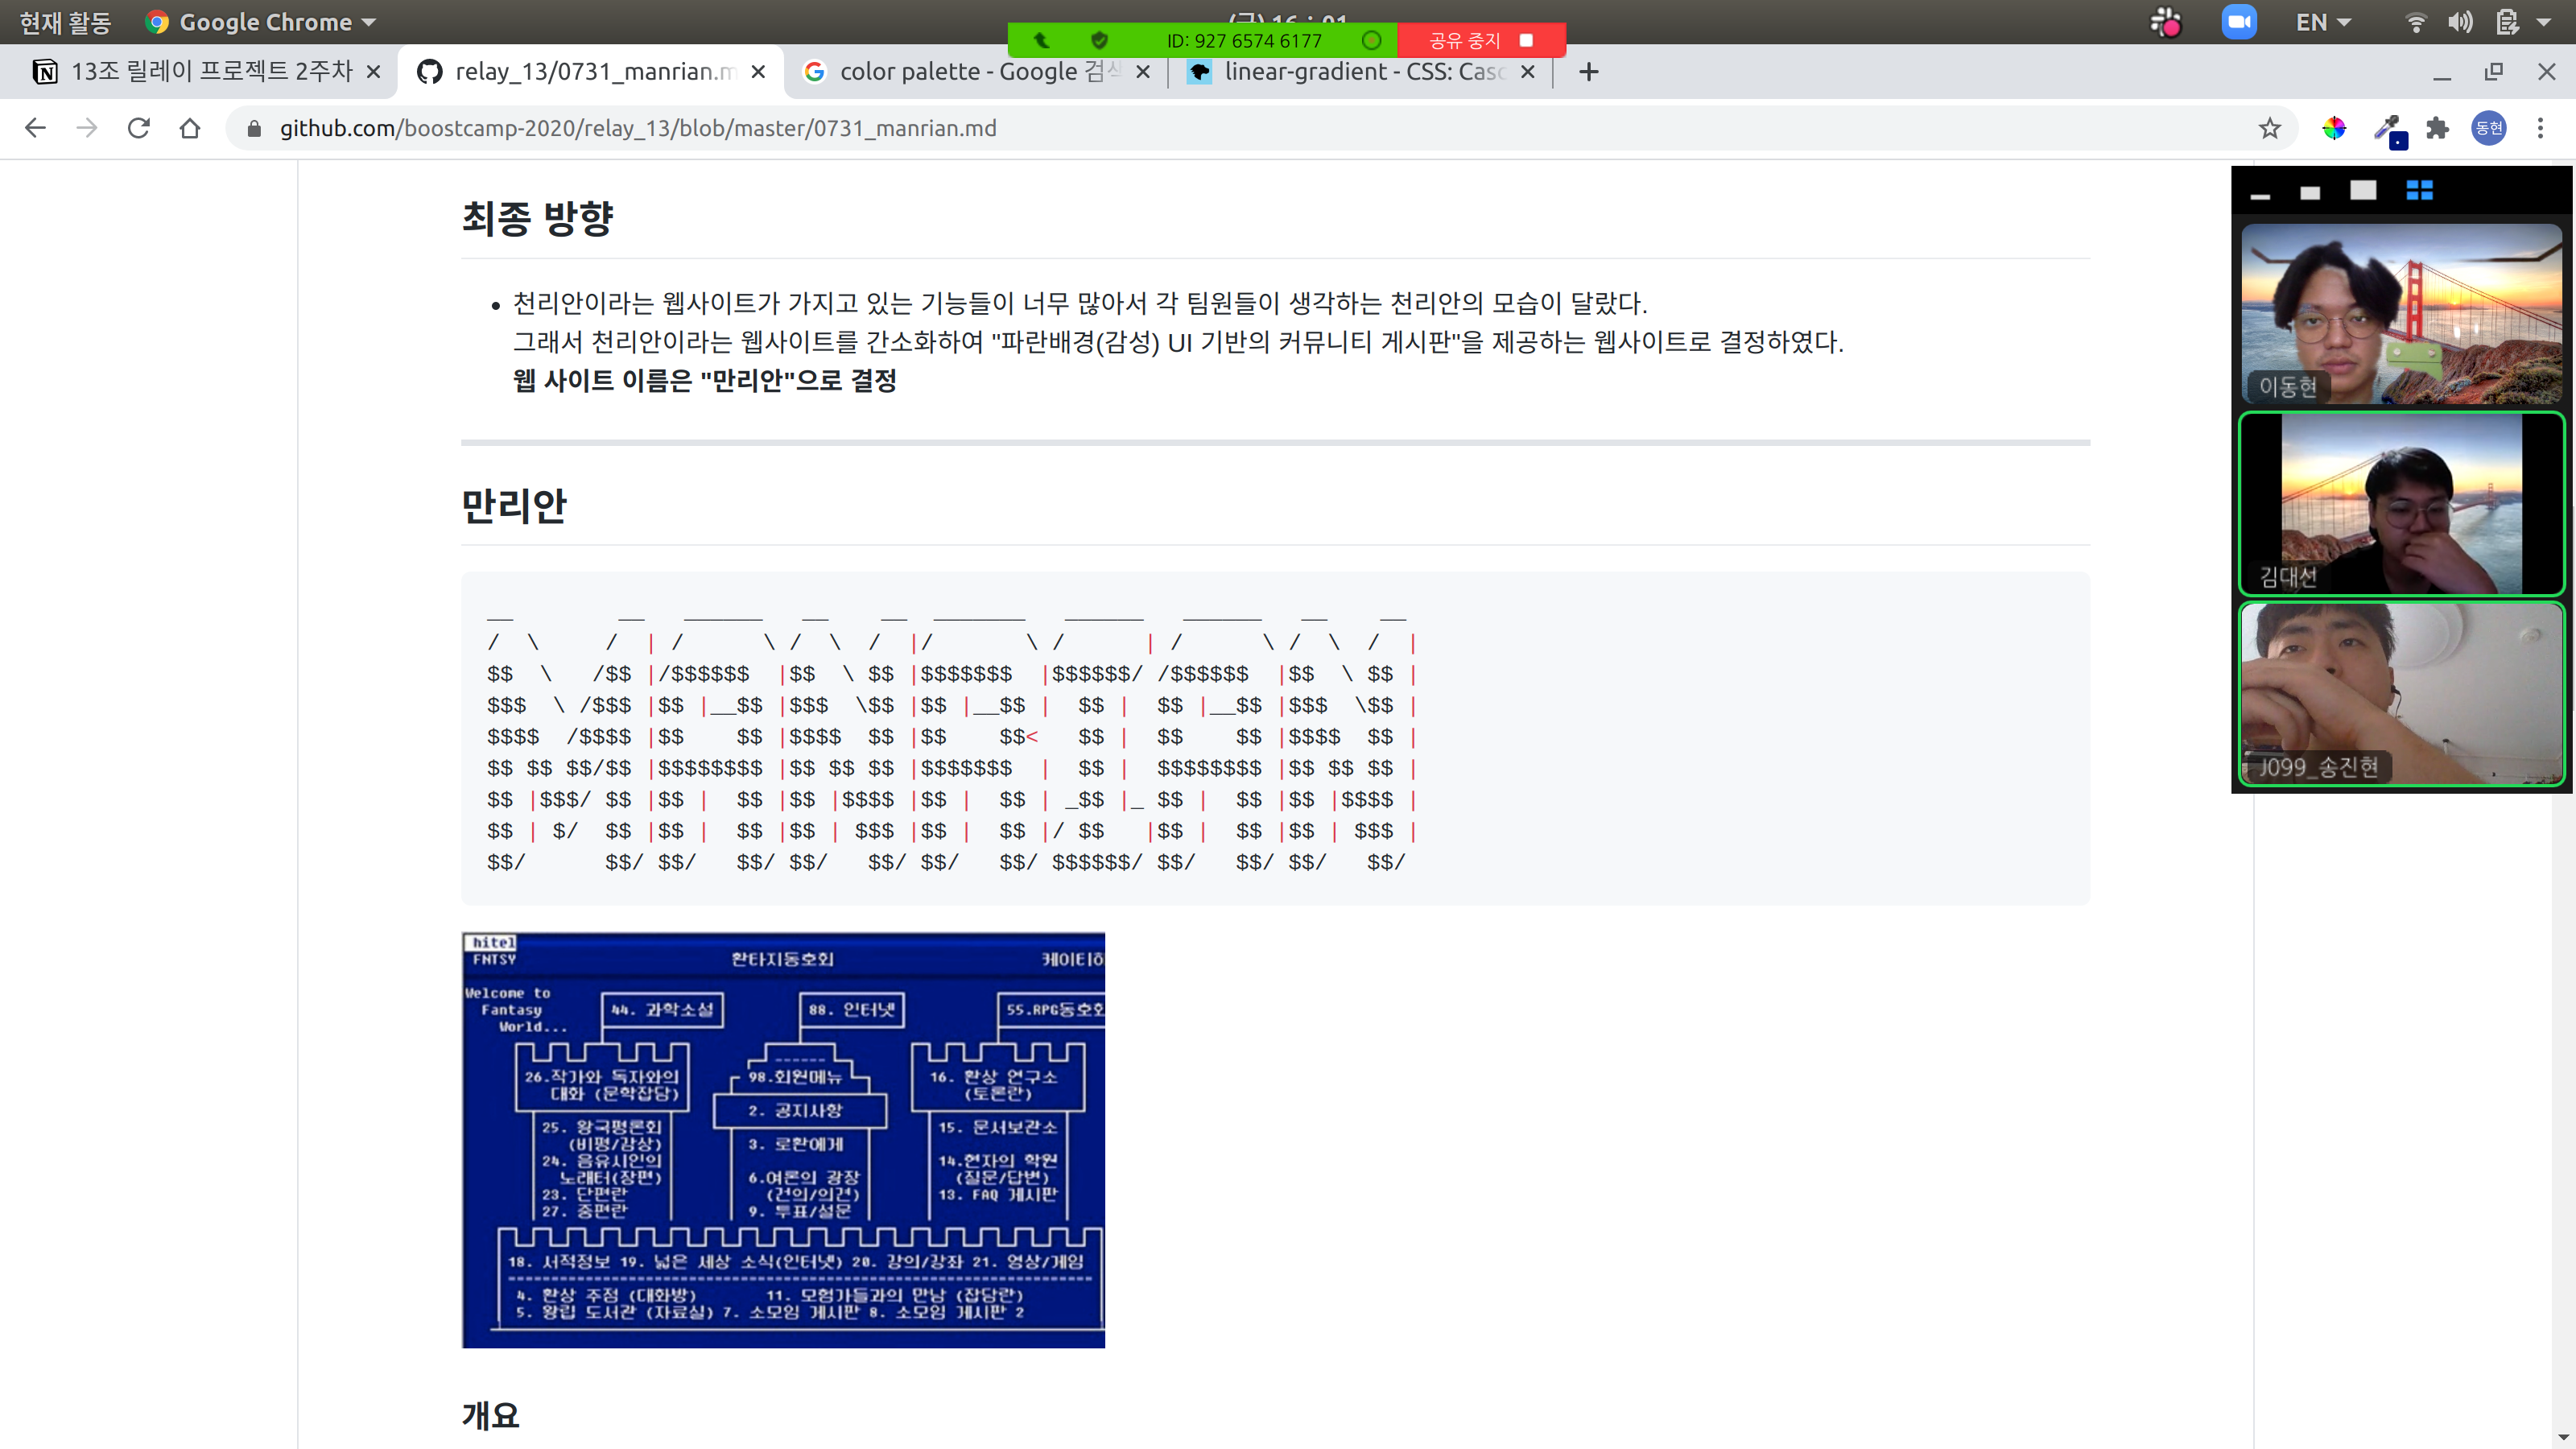 현재 활동
Google Chrome
ID: 927 6574 6177
공유 중지
EN
13조 릴레이 프로젝트 2주차
relay_13/0731_manrian.m
color palette - Google 검색
linear-gradient - CSS: Casc
github.com/boostcamp-2020/relay_13/blob/master/0731_manrian.md
동현
최종 방향
천리안이라는 웹사이트가 가지고 있는 기능들이 너무 많아서 각 팀원들이 생각하는 천리안의 모습이 달랐다.
그래서 천리안이라는 웹사이트를 간소화하여 "파란배경(감성) UI 기반의 커뮤니티 게시판"을 제공하는 웹사이트로 결정하였다.
웹 사이트 이름은 "만리안"으로 결정
만리안
__        __   ______   __    __  _______   ______   ______   __    __
/  \     /  | /      \ /  \  /  |/       \ /      | /      \ /  \  /  |
$$  \   /$$ |/$$$$$$  |$$  \ $$ |$$$$$$$  |$$$$$$/ /$$$$$$  |$$  \ $$ |
$$$  \ /$$$ |$$ |__$$ |$$$  \$$ |$$ |__$$ |  $$ |  $$ |__$$ |$$$  \$$ |
$$$$  /$$$$ |$$    $$ |$$$$  $$ |$$    $$<   $$ |  $$    $$ |$$$$  $$ |
$$ $$ $$/$$ |$$$$$$$$ |$$ $$ $$ |$$$$$$$  |  $$ |  $$$$$$$$ |$$ $$ $$ |
$$ |$$$/ $$ |$$ |  $$ |$$ |$$$$ |$$ |  $$ | _$$ |_ $$ |  $$ |$$ |$$$$ |
$$ | $/  $$ |$$ |  $$ |$$ | $$$ |$$ |  $$ |/ $$   |$$ |  $$ |$$ | $$$ |
$$/      $$/ $$/   $$/ $$/   $$/ $$/   $$/ $$$$$$/ $$/   $$/ $$/   $$/
hitel
FNTSY
환타지동호회
케이티하
Welcome to
Fantasy
World...
44. 과학소설
88. 인터넷
55.RPG동호회
26.작가와 독자와의
대화 (문학잡담)
98.회원메뉴
2. 공지사항
16. 환상 연구소
(토론란)
25. 왕국평론회
(비평/감상)
24. 음유시인의
노래터(장편)
23. 단편란
27. 중편란
3. 로환에게
6.여론의 광장
(건의/의견)
9. 투표/설문
15. 문서보관소
14.현자의 학원
(질문/답변)
13. FAQ 게시판
18. 서적정보 19. 넓은 세상 소식(인터넷) 20. 강의/강좌 21. 영상/게임
4. 환상 주점 (대화방) 11. 모험가들과의 만남 (잡담란)
5. 왕립 도서관 (자료실) 7. 소모임 게시판 8. 소모임 게시판 2
개요
이동현
김대선
J099_송진현